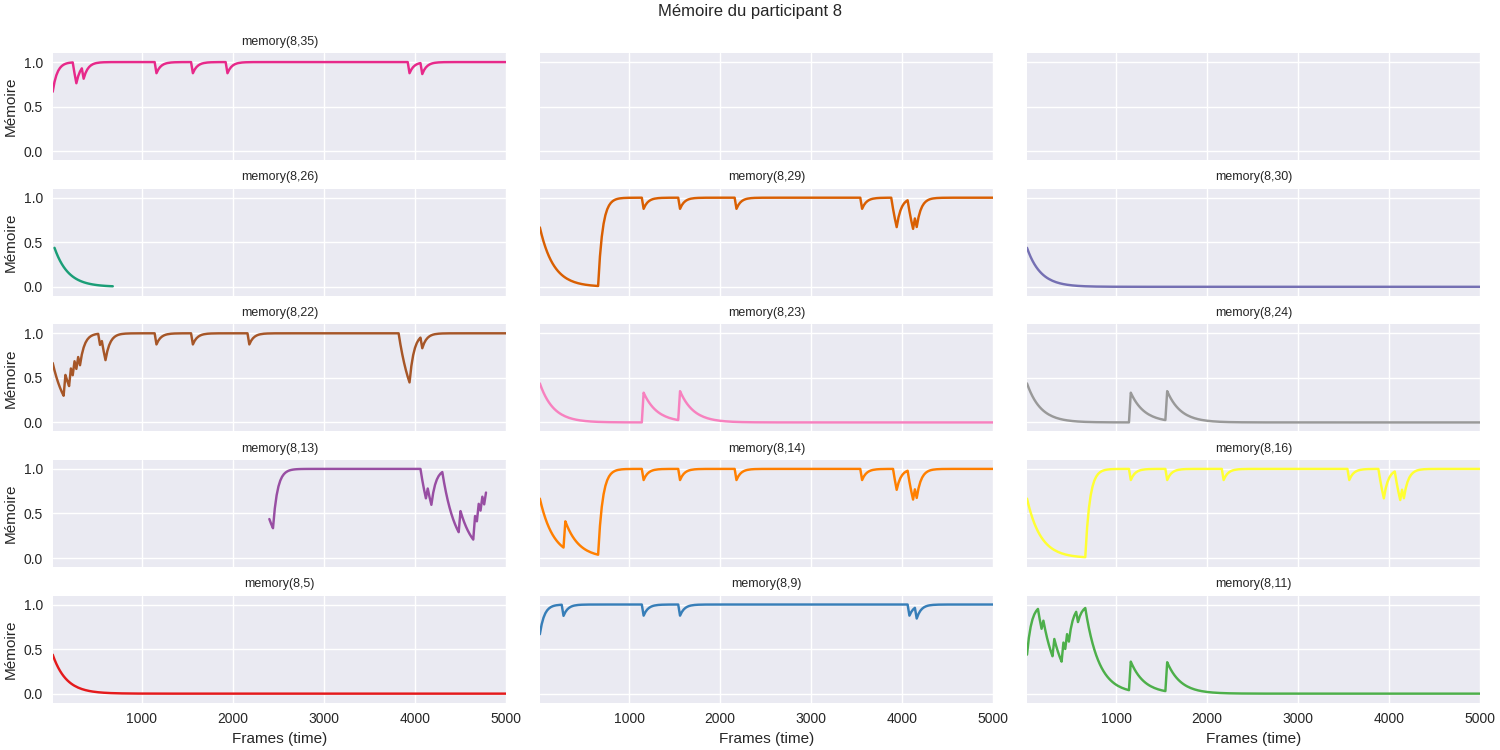 Mémoire du participant 8
memory(8,35)
Mémoire
1.0
0.5
0.0
memory(8,26)
memory(8,29)
memory(8,30)
Mémoire
1.0
0.5
0.0
memory(8,22)
memory(8,23)
memory(8,24)
Mémoire
1.0
0.5
0.0
memory(8,13)
memory(8,14)
memory(8,16)
Mémoire
1.0
0.5
0.0
memory(8,5)
memory(8,9)
memory(8,11)
Mémoire
1.0
0.5
0.0
1000 2000 3000 4000 5000 1000 2000 3000 4000 5000 1000 2000 3000 4000 5000
Frames (time) Frames (time) Frames (time)